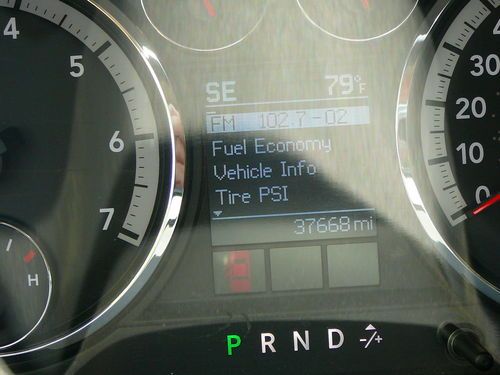 4
5
6
7
H
SE 79°F
FM 102.7-02
Fuel Economy
Vehicle Info
Tire PSI
37668 mi
P R N D -/+
30
20
10
0